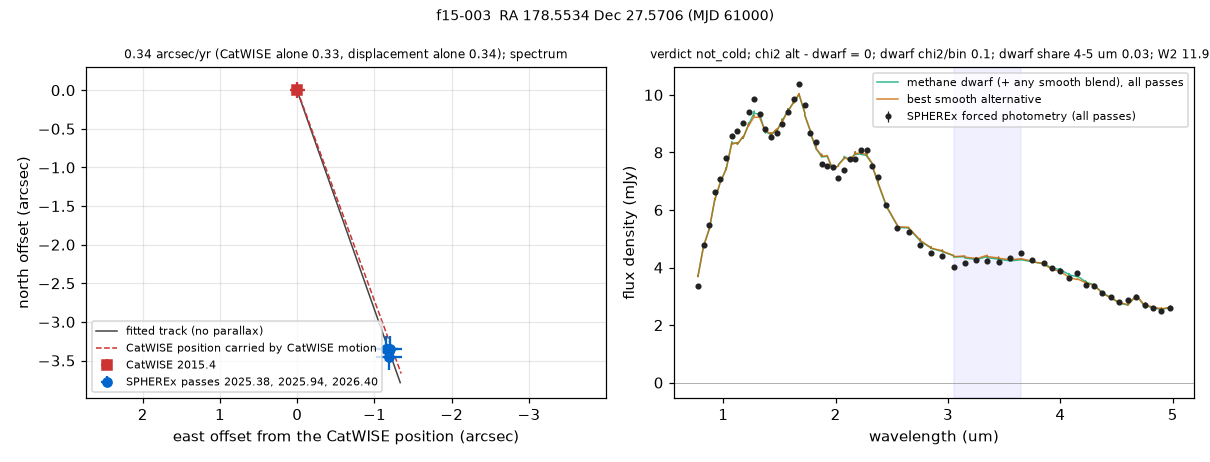 f15-003  RA 178.5534 Dec 27.5706 (MJD 61000)
0.34 arcsec/yr (CatWISE alone 0.33, displacement alone 0.34); spectrum
north offset (arcsec)
0.0
−0.5
−1.0
−1.5
−2.0
−2.5
−3.0
−3.5
fitted track (no parallax)
CatWISE position carried by CatWISE motion
CatWISE 2015.4
SPHEREx passes 2025.38, 2025.94, 2026.40
2 1 0 −1 −2 −3
east offset from the CatWISE position (arcsec)
verdict not_cold; chi2 alt - dwarf = 0; dwarf chi2/bin 0.1; dwarf share 4-5 um 0.03; W2 11.9
flux density (mJy)
10
8
6
4
2
0
methane dwarf (+ any smooth blend), all passes
best smooth alternative
SPHEREx forced photometry (all passes)
1 2 3 4 5
wavelength (um)